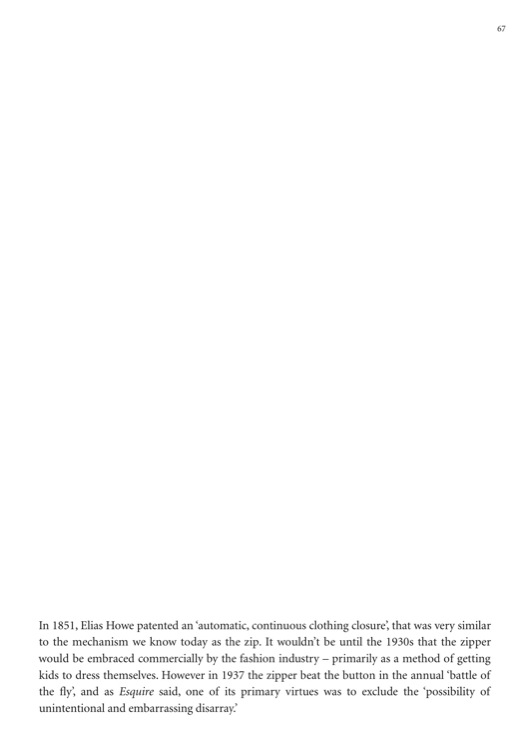 67
In 1851, Elias Howe patented an ‘automatic, continuous clothing closure’, that was very similar
to the mechanism we know today as the zip. It wouldn’t be until the 1930s that the zipper
would be embraced commercially by the fashion industry – primarily as a method of getting
kids to dress themselves. However in 1937 the zipper beat the button in the annual ‘battle of
the fly’, and as Esquire said, one of its primary virtues was to exclude the ‘possibility of
unintentional and embarrassing disarray.’